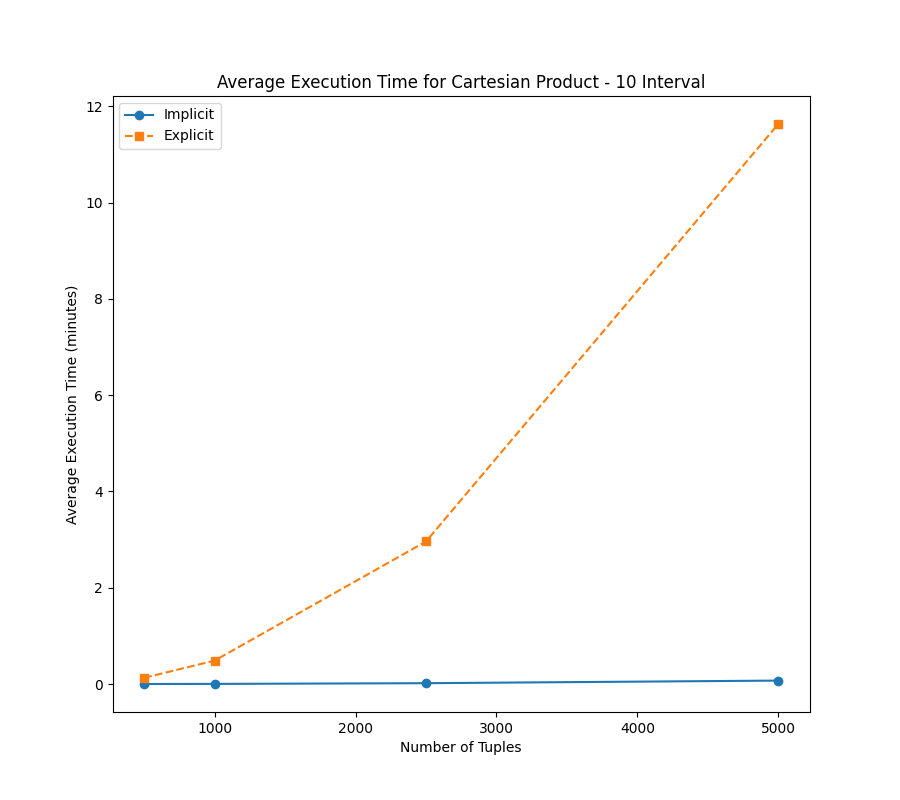 Average Execution Time for Cartesian Product - 10 Interval
Implicit
Explicit
12
10
8
6
4
2
0
Average Execution Time (minutes)
1000 2000 3000 4000 5000
Number of Tuples